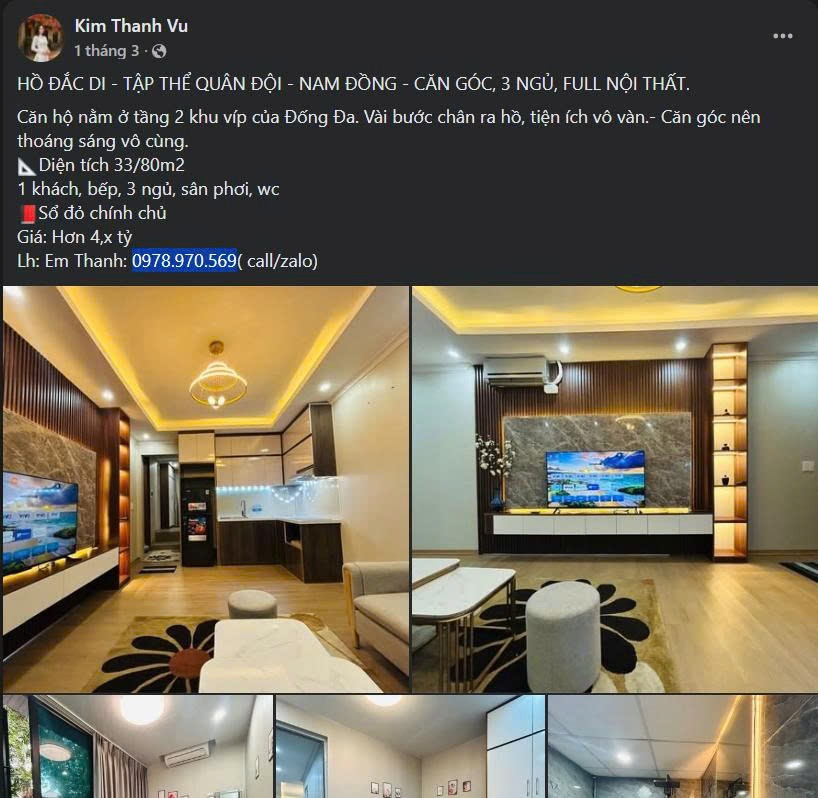 Kim Thanh Vu
1 tháng 3 ·
HỒ ĐẮC DI - TẬP THỂ QUÂN ĐỘI - NAM ĐỒNG - CĂN GÓC, 3 NGỦ, FULL NỘI THẤT.
Căn hộ nằm ở tầng 2 khu víp của Đống Đa. Vài bước chân ra hồ, tiện ích vô vàn.- Căn góc nên
thoáng sáng vô cùng.
Diện tích 33/80m2
1 khách, bếp, 3 ngủ, sân phơi, wc
Sổ đỏ chính chủ
Giá: Hơn 4,x tỷ
Lh: Em Thanh: 0978.970.569( call/zalo)